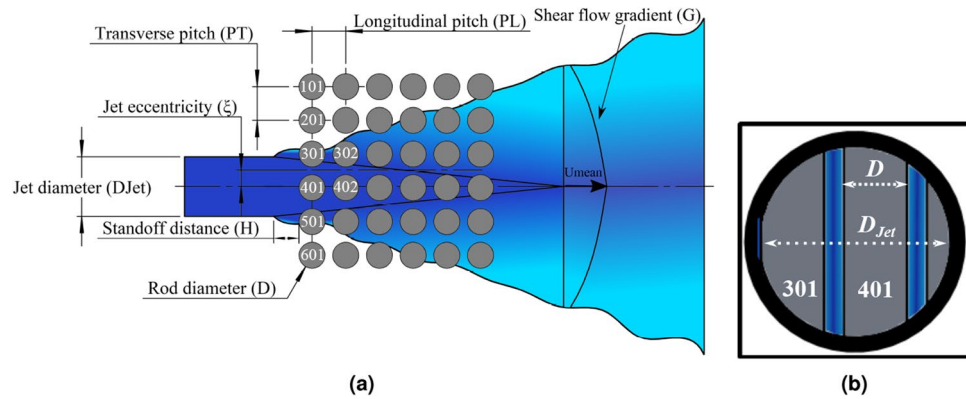 Longitudinal pitch (PL)
Shear flow gradient (G)
Transverse pitch (PT)
101
Jet eccentricity (ξ)
201
301 302
Umean
401 402
Jet diameter (DJet)
501
Standoff distance (H)
601
Rod diameter (D)
(a)
D
D_Jet
301 401
(b)